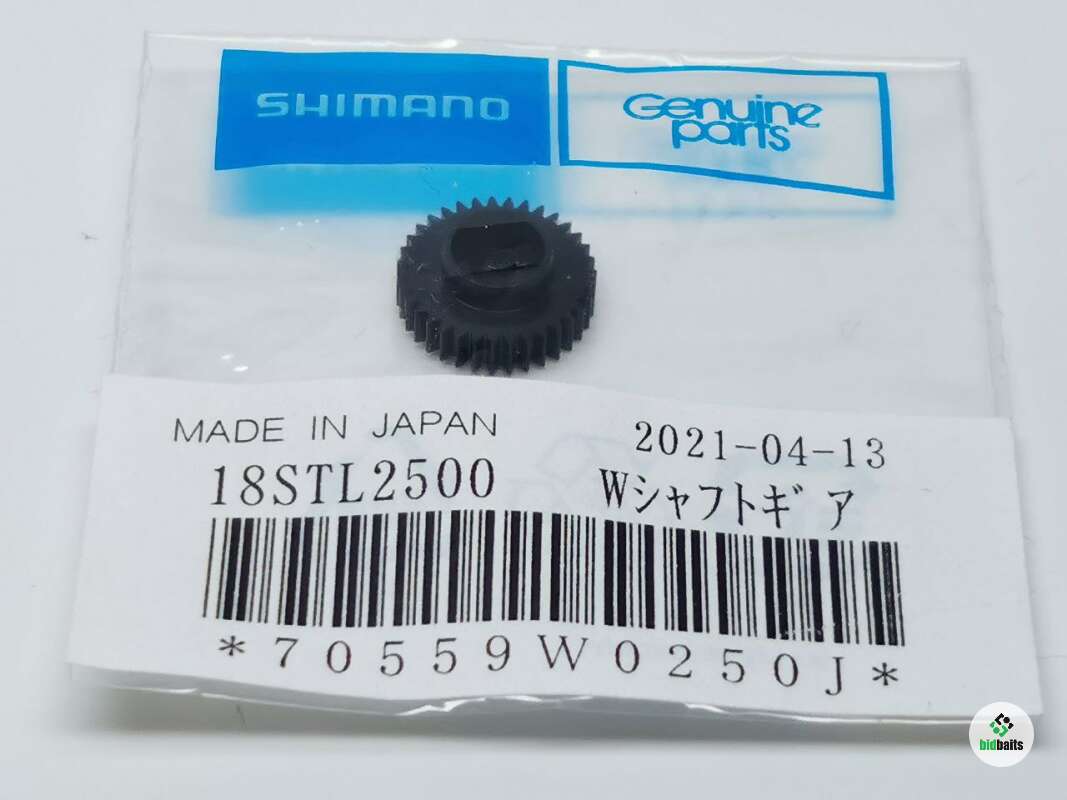 SHIMANO
Genuine
parts
MADE IN JAPAN
2021-04-13
18STL2500
Wシャフトギア
*70559W0250J*
bidbaits